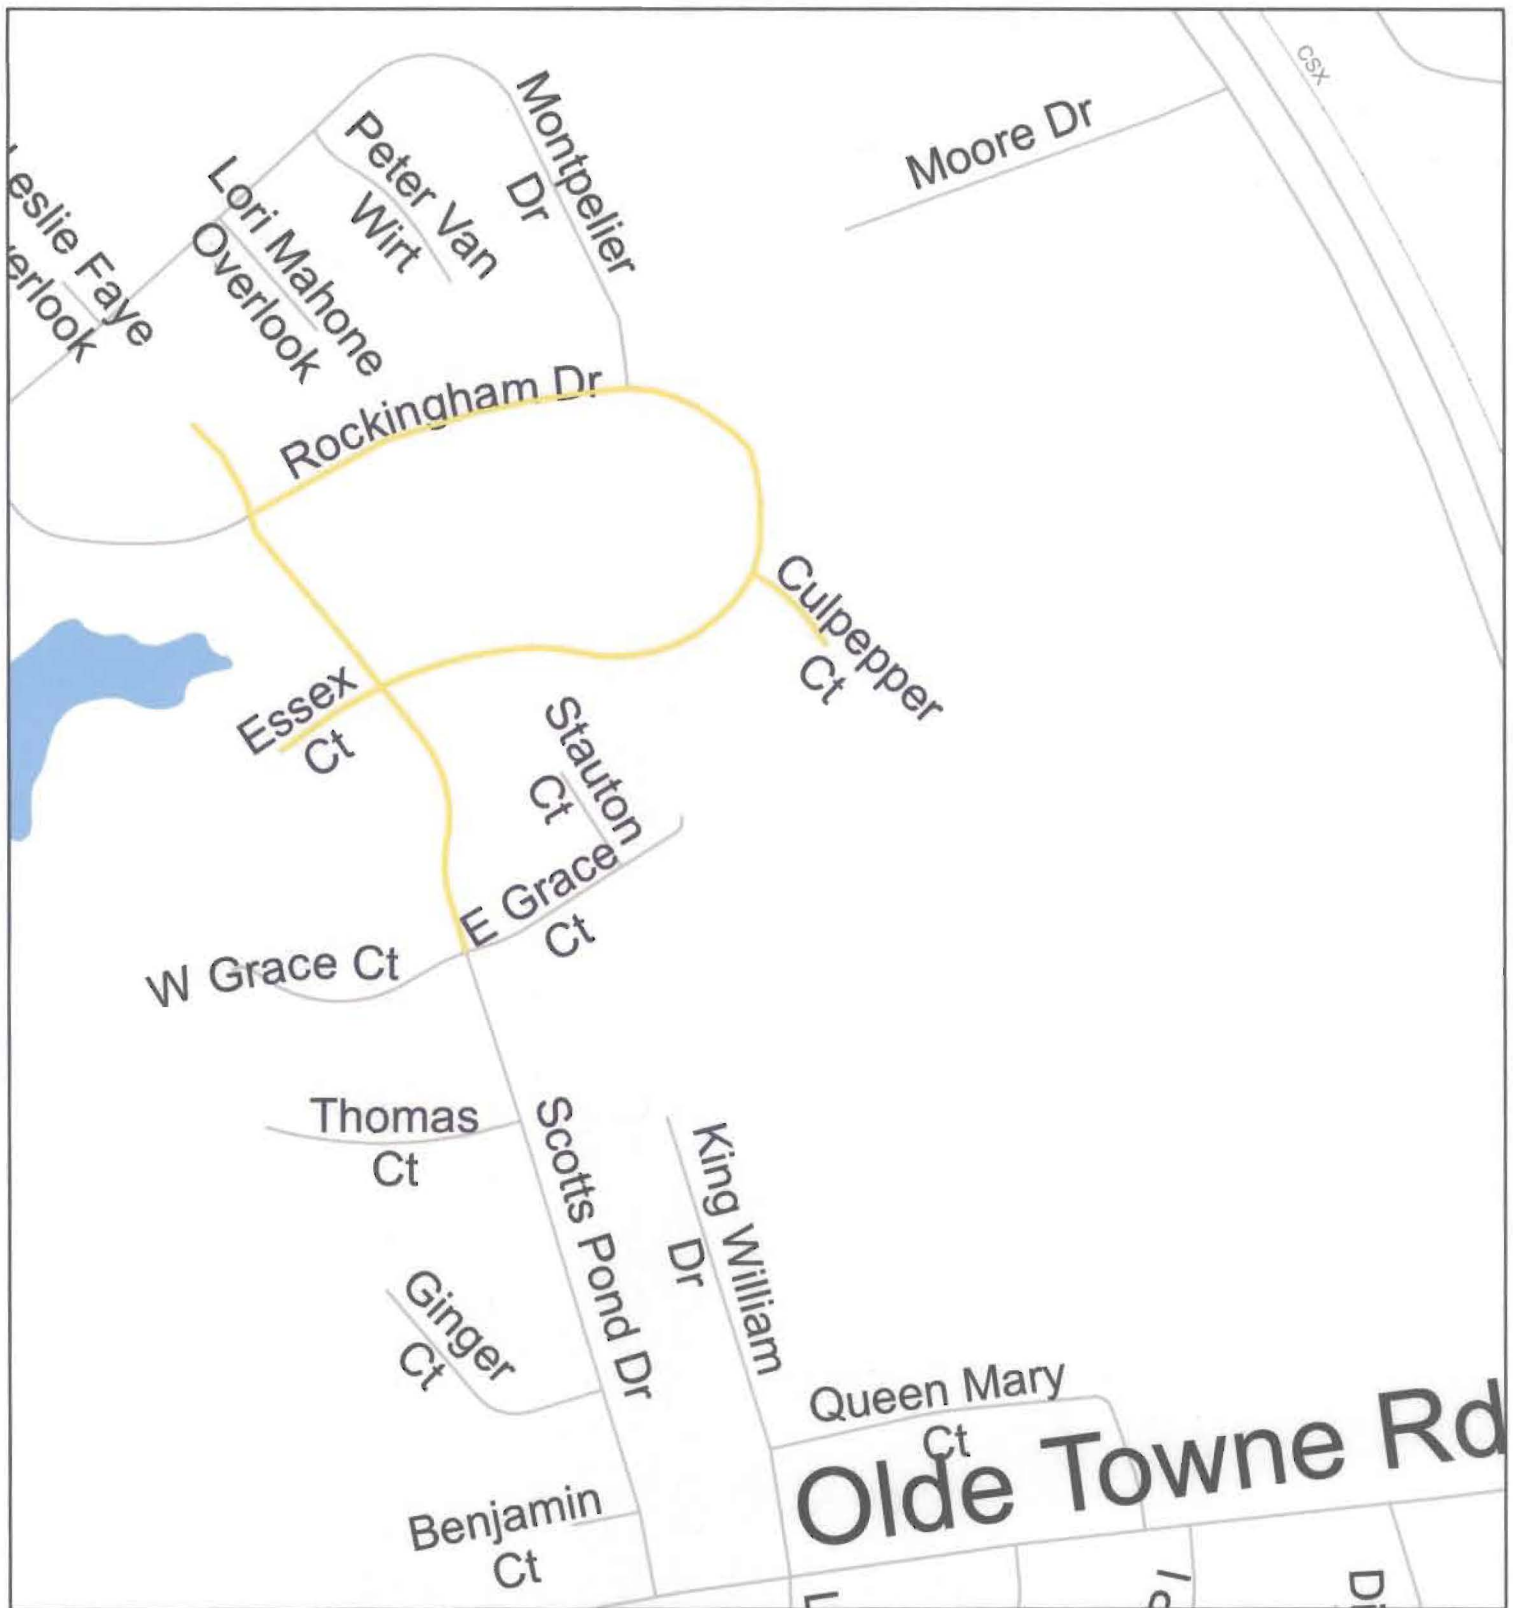 CSX
Montpelier
Dr
Moore Dr
Peter Van
Wirt
Lori Mahone
Overlook
eslie Faye
erlook
Rockingham Dr
Culpepper
Ct
Essex
Ct
Stauton
Ct
E Grace
Ct
W Grace Ct
Thomas
Ct
Scotts Pond Dr
King William
Dr
Ginger
Ct
Queen Mary
Ct
Olde Towne Rd
Benjamin
Ct